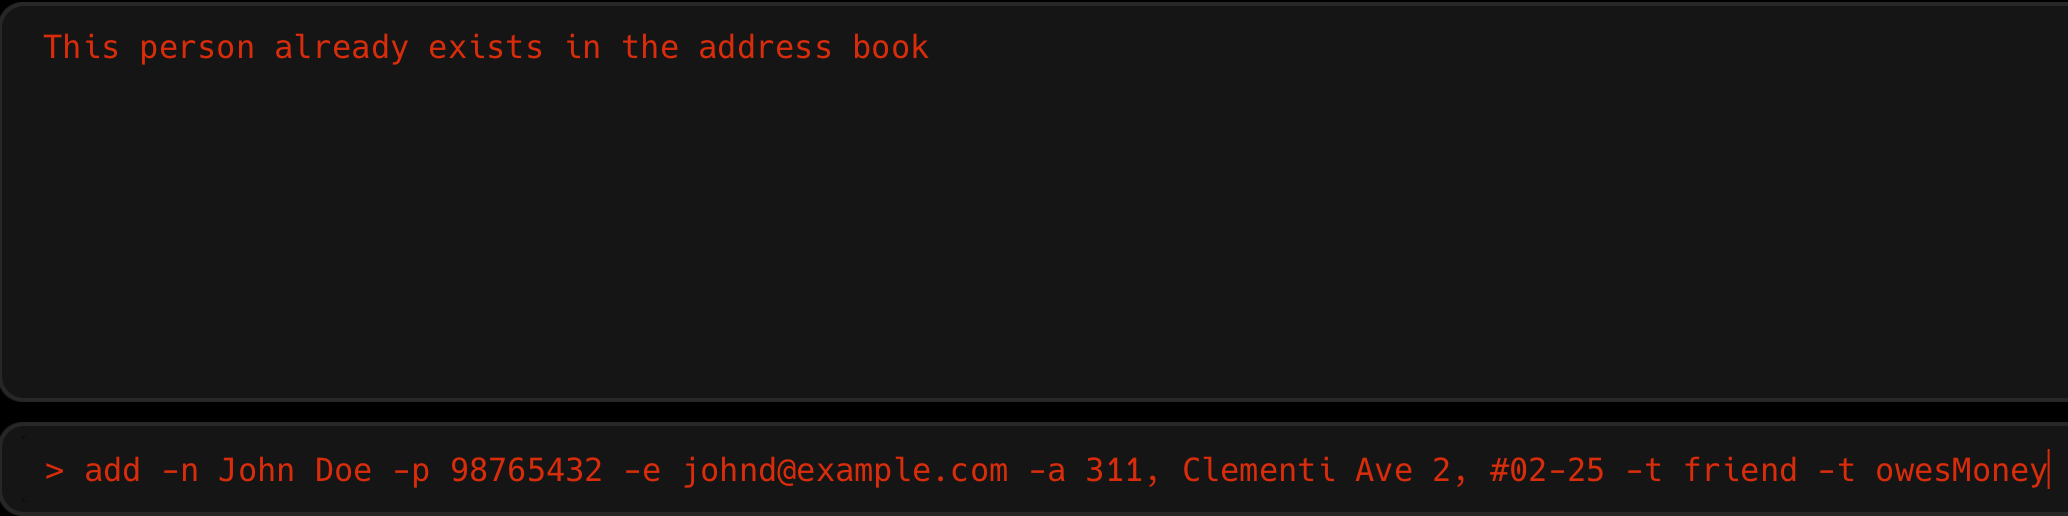 This person already exists in the address book
> add -n John Doe -p 98765432 -e johnd@example.com -a 311, Clementi Ave 2, #02-25 -t friend -t owesMoney